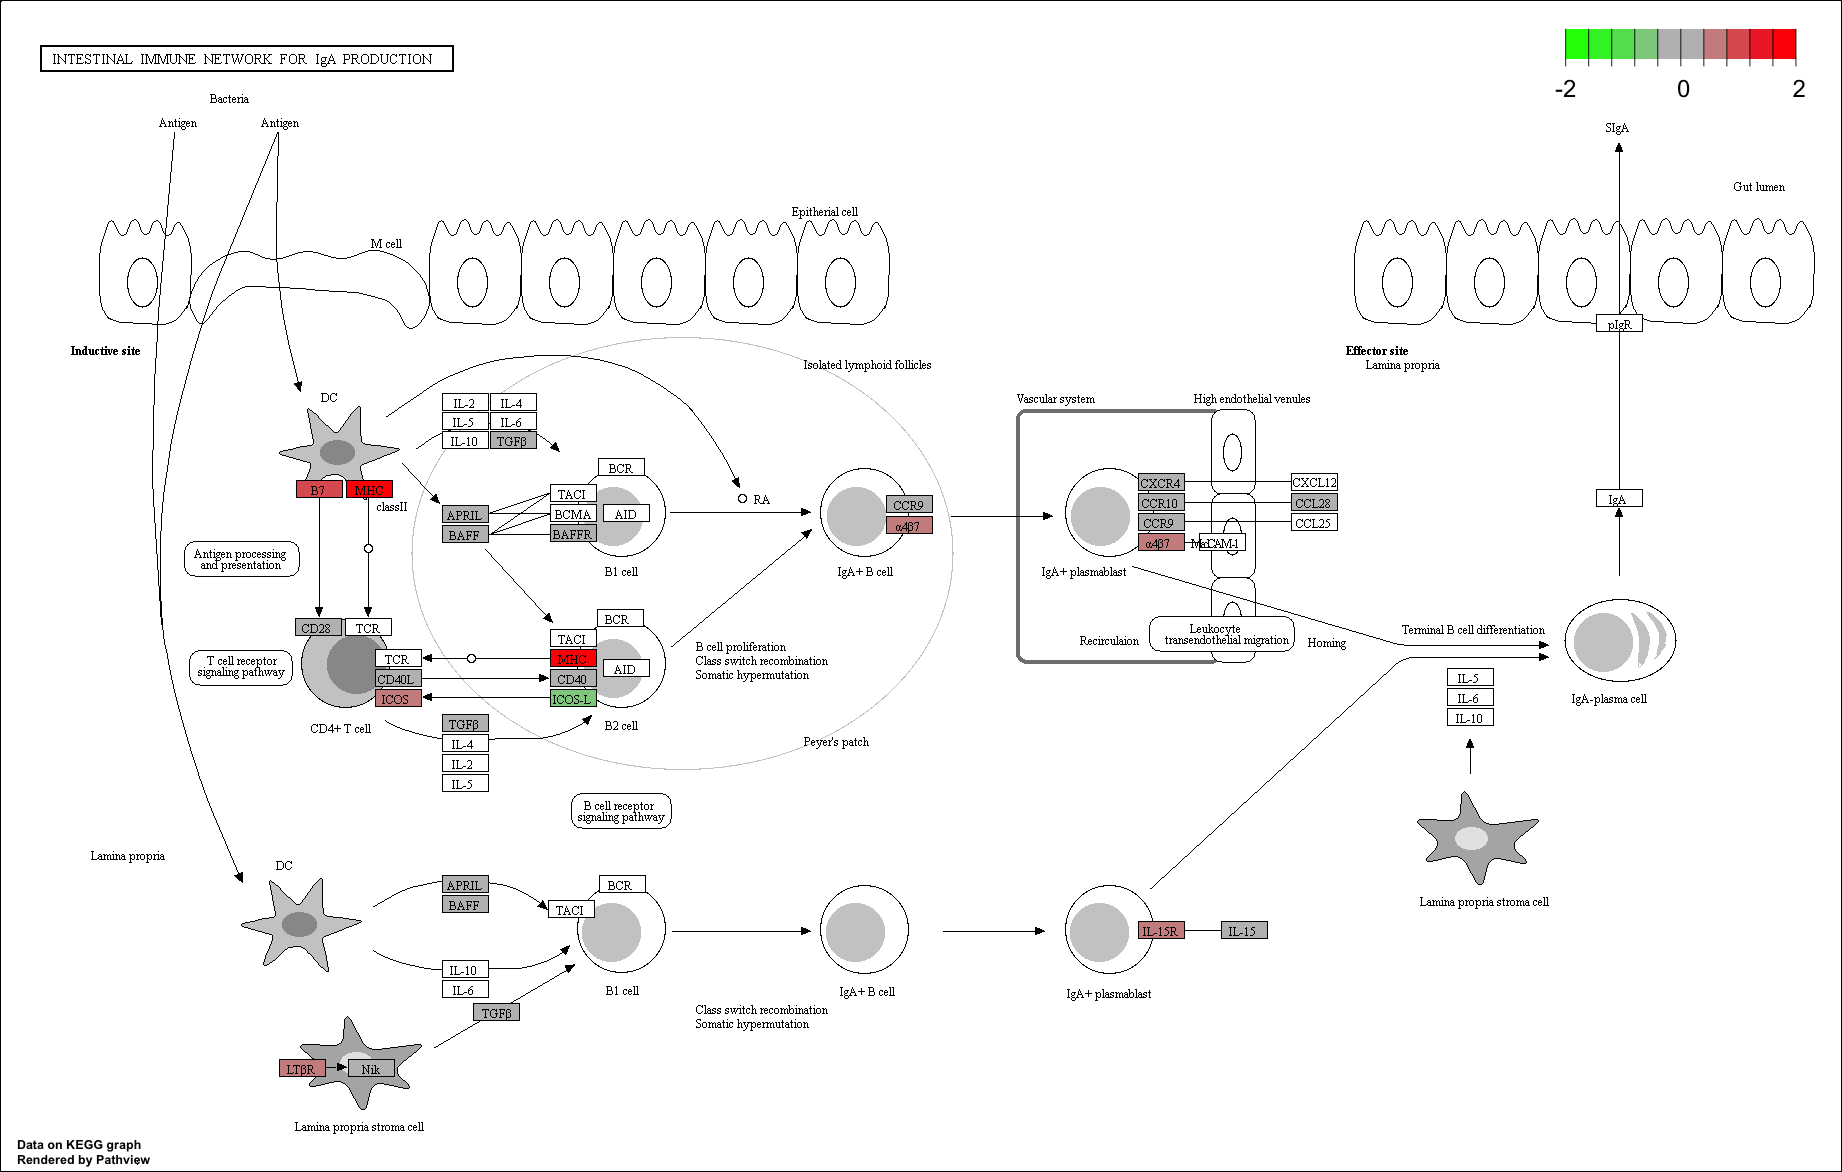 INTESTINAL IMMUNE NETWORK FOR IgA PRODUCTION
-2 0 2
Bacteria
Antigen
Antigen
SIgA
Gut lumen
Epitherial cell
M cell
pIgR
Inductive site
Effector site
Lamina propria
Isolated lymphoid follicles
DC
IL-2
IL-4
IL-5
IL-6
IL-10
TGFβ
Vascular system
High endothelial venules
B7
MHC
classII
BCR
TACI
BCMA
BAFFR
AID
APRIL
BAFF
B1 cell
RA
CCR9
α4β7
IgA+ B cell
CXCR4
CCR10
CCR9
α4β7
CXCL12
CCL28
CCL25
CAM-1
IgA+ plasmablast
IgA
Antigen processing
and presentation
CD28
TCR
T cell receptor
signaling pathway
TCR
CD40L
ICOS
CD4+ T cell
BCR
TACI
MHC
CD40
ICOS-L
AID
B2 cell
B cell proliferation
Class switch recombination
Somatic hypermutation
TGFβ
IL-4
IL-2
IL-5
Peyer's patch
Recirculaion
Leukocyte
transendothelial migration
Homing
Terminal B cell differentiation
IL-5
IL-6
IL-10
IgA-plasma cell
B cell receptor
signaling pathway
Lamina propria stroma cell
Lamina propria
DC
APRIL
BAFF
BCR
TACI
IL-10
IL-6
TGFβ
B1 cell
Class switch recombination
Somatic hypermutation
IgA+ B cell
IL-15R
IL-15
IgA+ plasmablast
LTβR
Nik
Lamina propria stroma cell
Data on KEGG graph
Rendered by Pathview